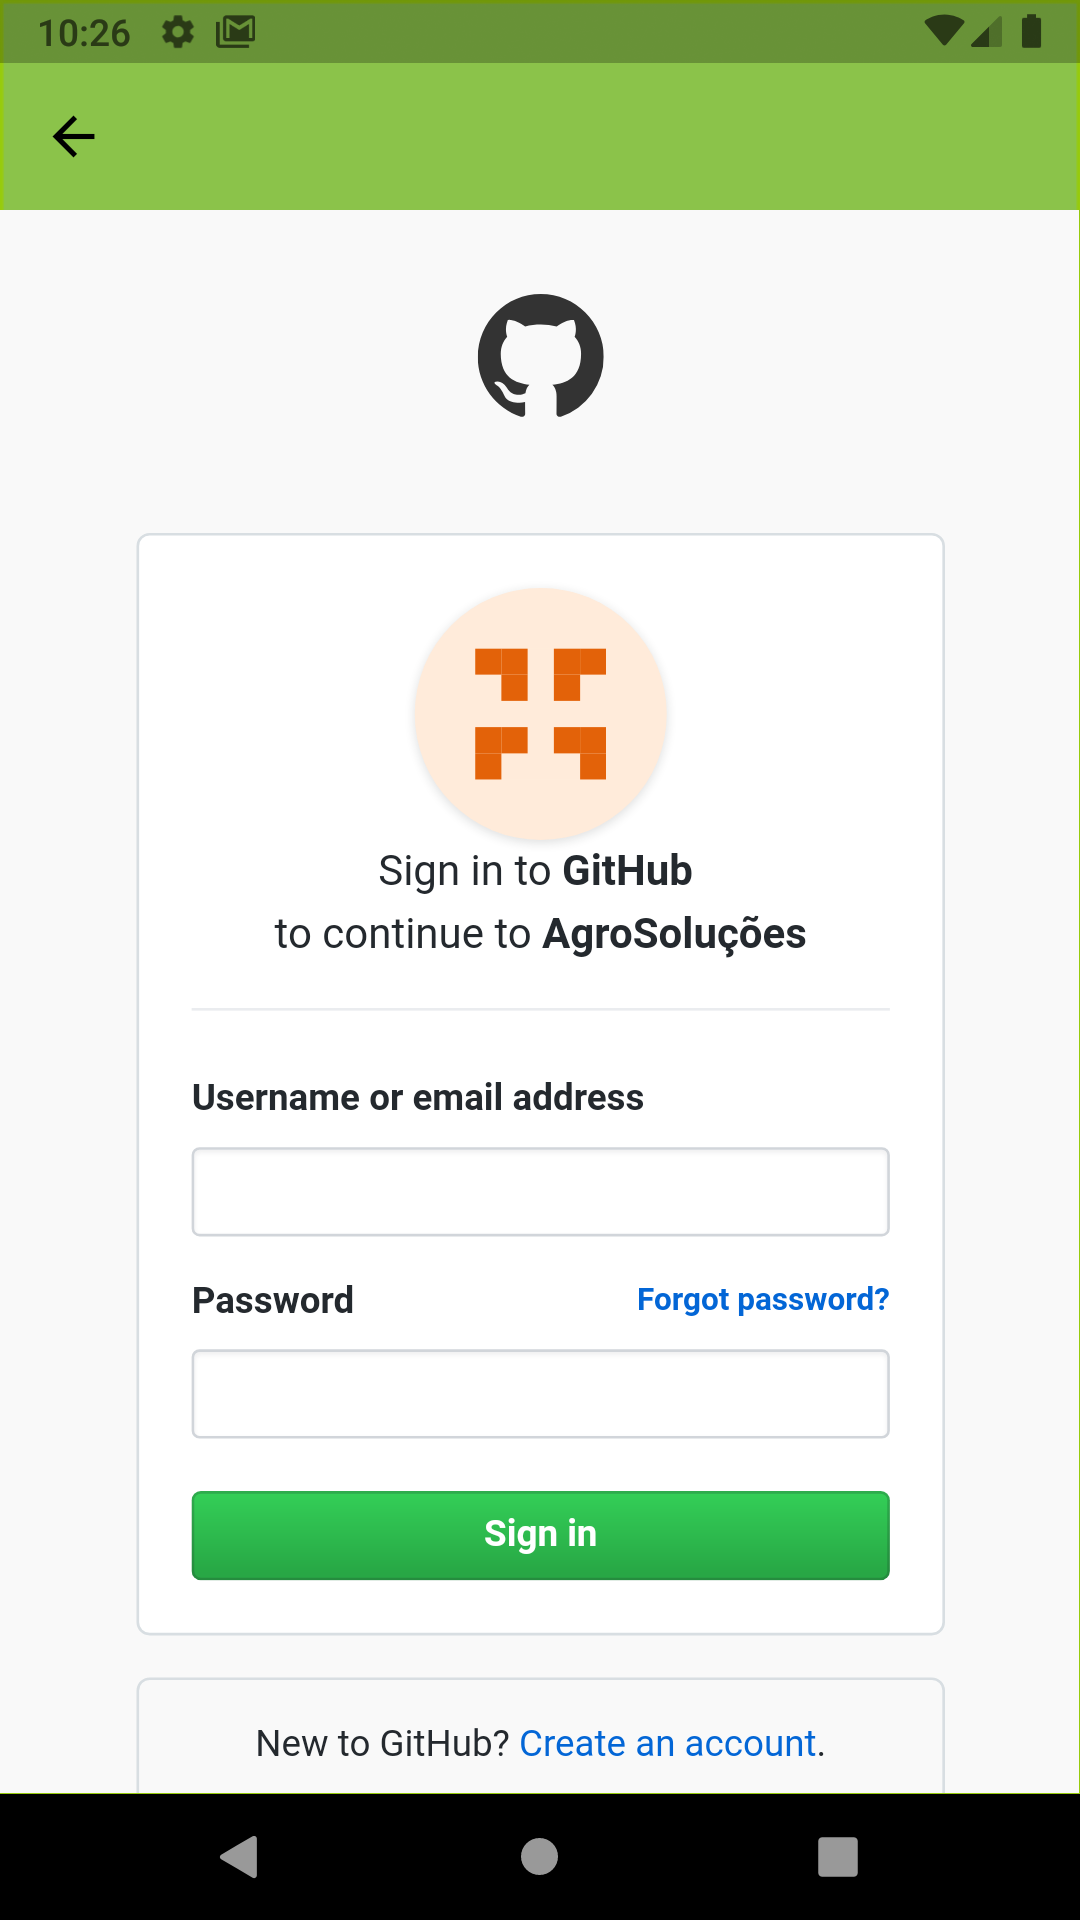 10:26
Sign in to GitHub
to continue to AgroSoluções
Username or email address
Password
Forgot password?
Sign in
New to GitHub? Create an account.